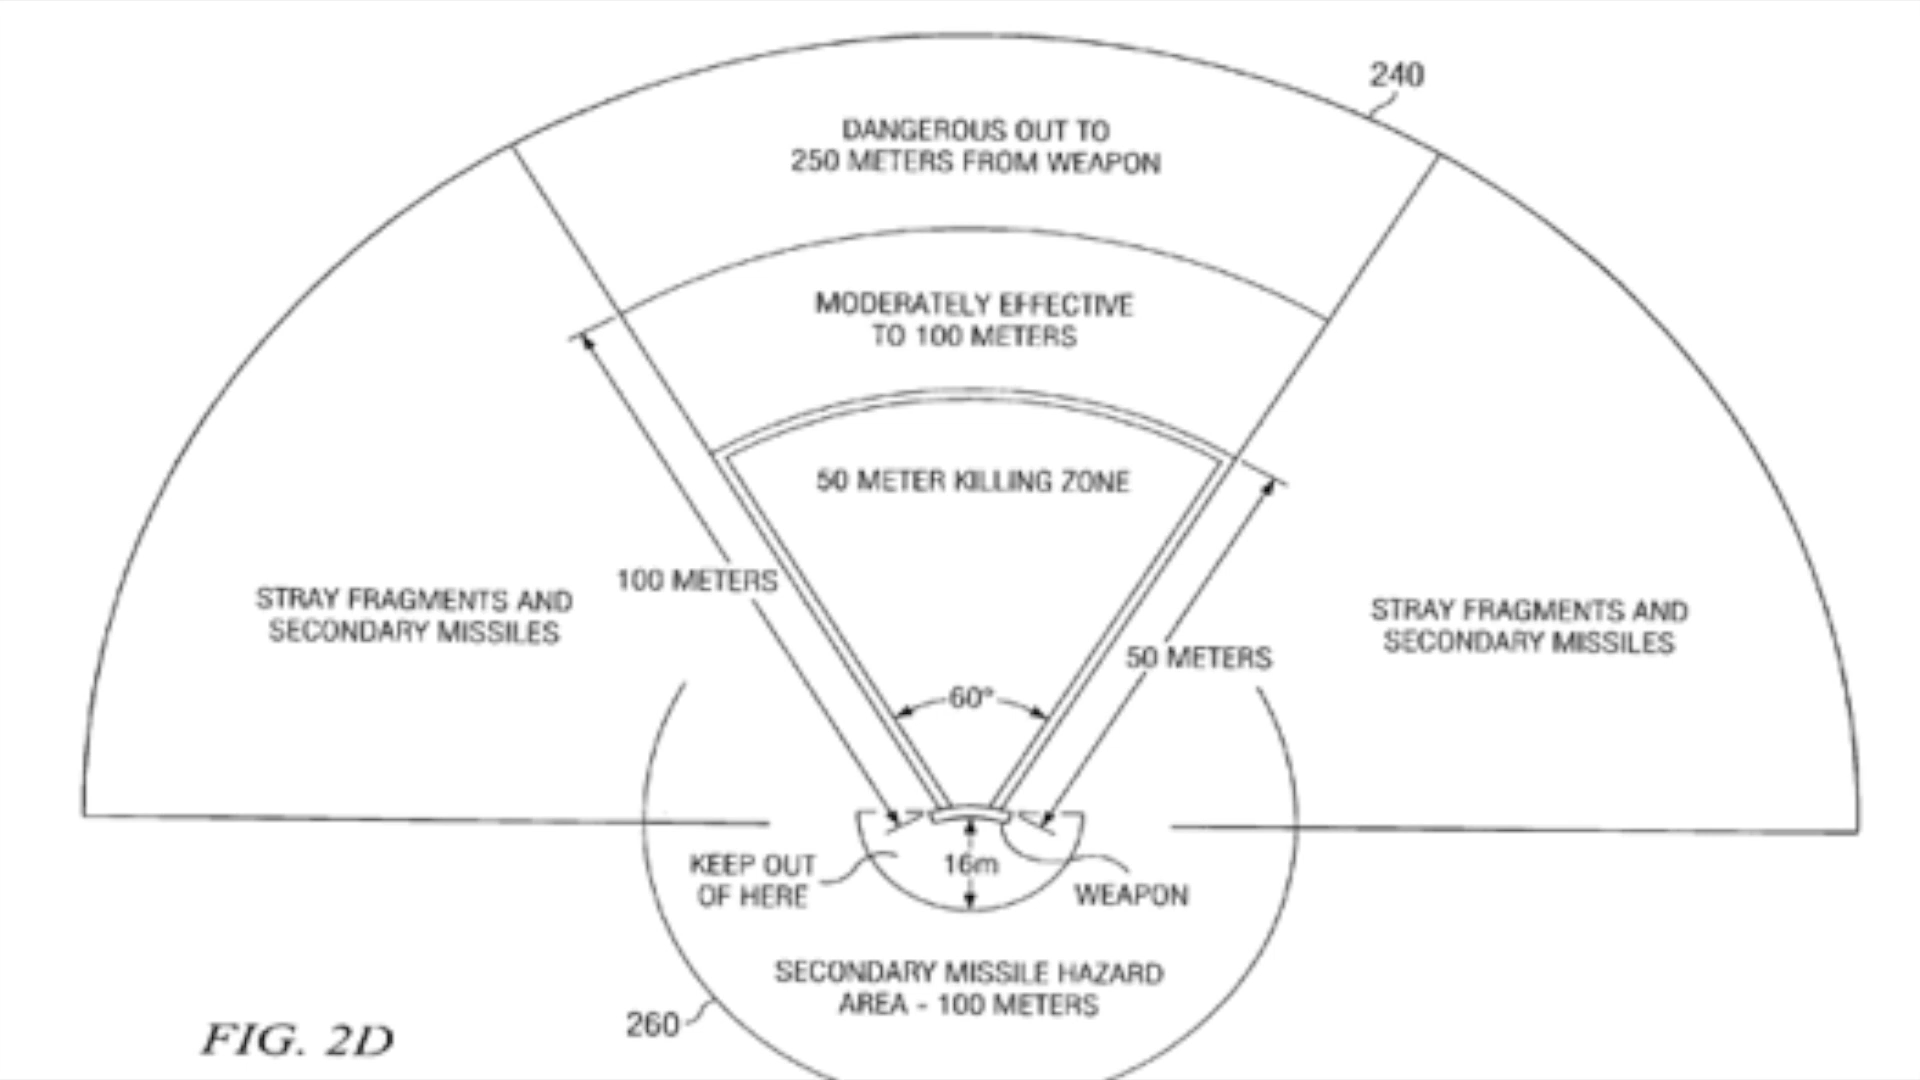 240
DANGEROUS OUT TO
250 METERS FROM WEAPON
MODERATELY EFFECTIVE
TO 100 METERS
50 METER KILLING ZONE
100 METERS
STRAY FRAGMENTS AND
SECONDARY MISSILES
STRAY FRAGMENTS AND
SECONDARY MISSILES
50 METERS
60°
KEEP OUT
OF HERE
16m
WEAPON
SECONDARY MISSILE HAZARD
AREA - 100 METERS
260
FIG. 2D